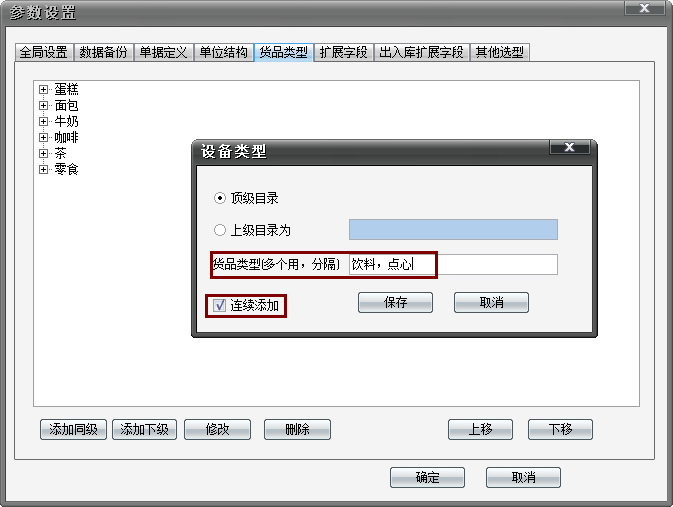 参数设置
X
全局设置 数据备份 单据定义 单位结构 货品类型 扩展字段 出入库扩展字段 其他选型
蛋糕
面包
牛奶
咖啡
茶
零食
设备类型
X
顶级目录
上级目录为
货品类型(多个用，分隔) 饮料，点心
连续添加 保存 取消
添加同级 添加下级 修改 删除 上移 下移
确定 取消